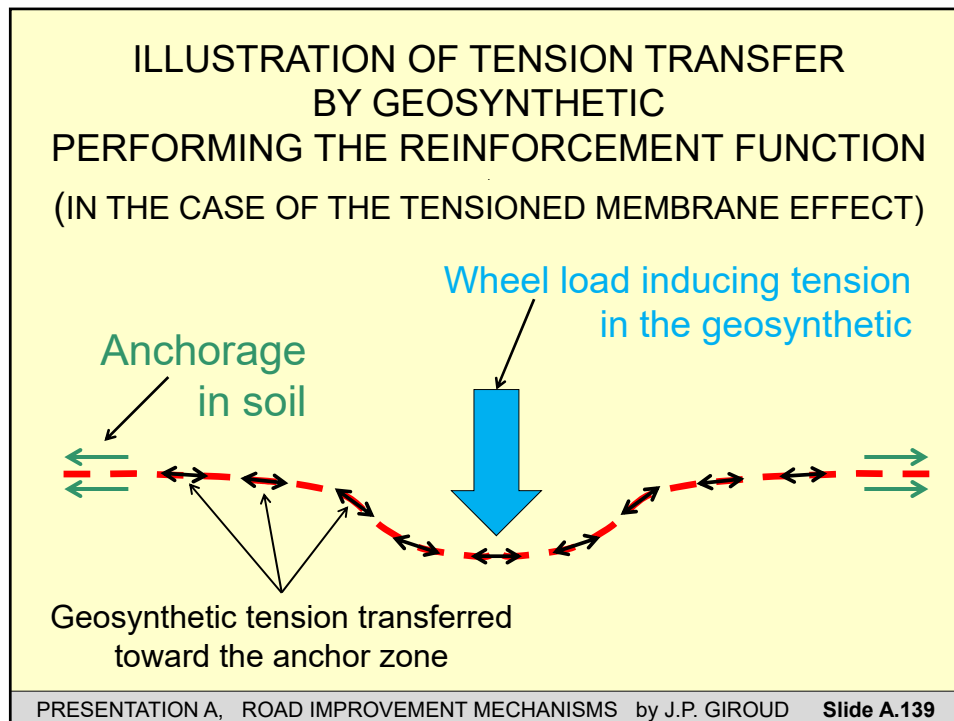 ILLUSTRATION OF TENSION TRANSFER
BY GEOSYNTHETIC
PERFORMING THE REINFORCEMENT FUNCTION
(IN THE CASE OF THE TENSIONED MEMBRANE EFFECT)
Wheel load inducing tension
in the geosynthetic
Anchorage
in soil
Geosynthetic tension transferred
toward the anchor zone
PRESENTATION A, ROAD IMPROVEMENT MECHANISMS by J.P. GIROUD Slide A.139